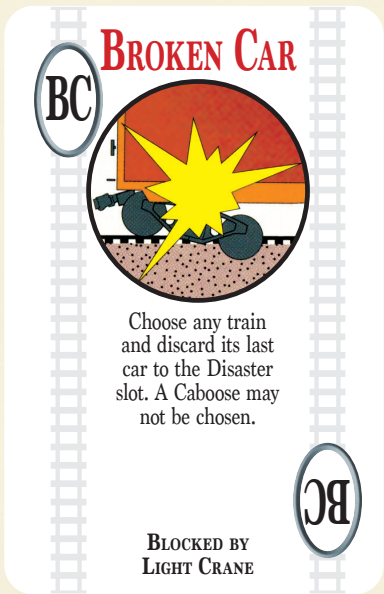 BROKEN CAR
BC
Choose any train
and discard its last
car to the Disaster
slot. A Caboose may
not be chosen.
BC
BLOCKED BY
LIGHT CRANE